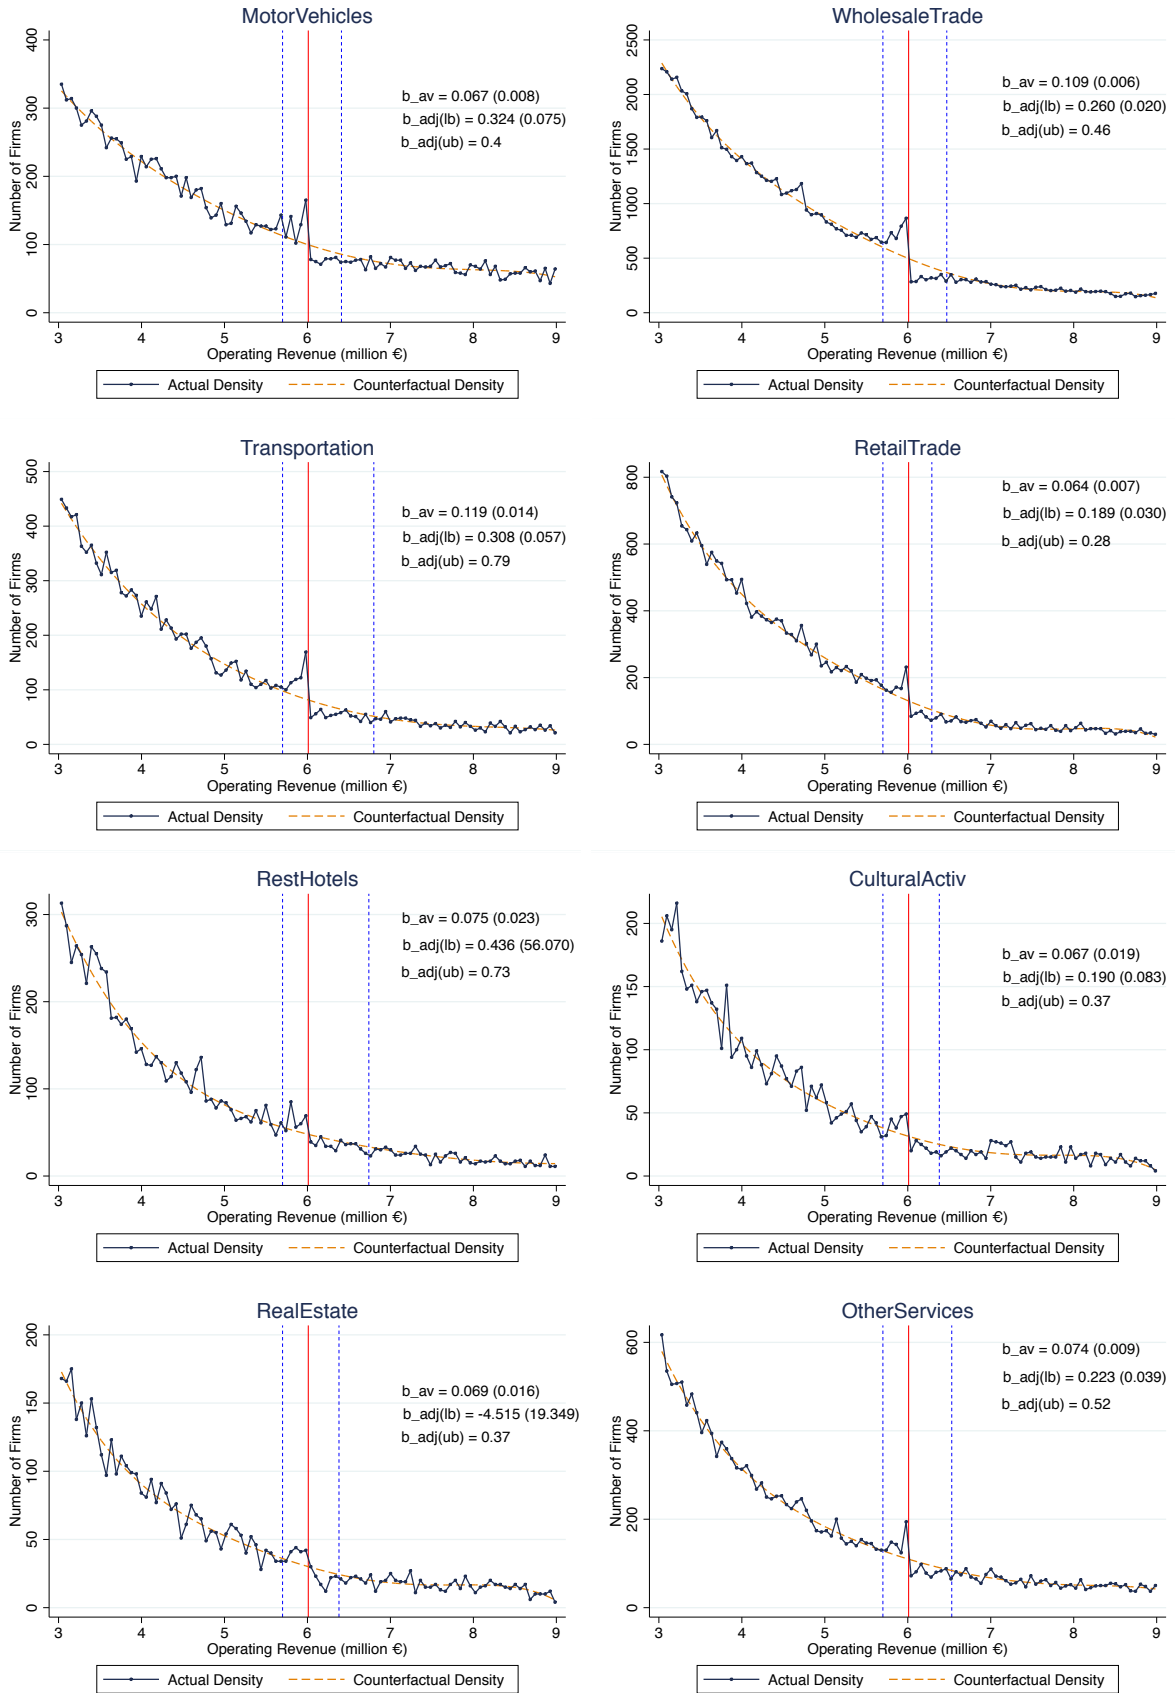 MotorVehicles
Number of Firms
400
300
200
100
0
b_av = 0.067 (0.008)
b_adj(lb) = 0.324 (0.075)
b_adj(ub) = 0.4
3 4 5 6 7 8 9
Operating Revenue (million €)
Actual Density Counterfactual Density
WholesaleTrade
Number of Firms
2500
2000
1500
1000
500
0
b_av = 0.109 (0.006)
b_adj(lb) = 0.260 (0.020)
b_adj(ub) = 0.46
3 4 5 6 7 8 9
Operating Revenue (million €)
Actual Density Counterfactual Density
Transportation
Number of Firms
500
400
300
200
100
0
b_av = 0.119 (0.014)
b_adj(lb) = 0.308 (0.057)
b_adj(ub) = 0.79
3 4 5 6 7 8 9
Operating Revenue (million €)
Actual Density Counterfactual Density
RetailTrade
Number of Firms
800
600
400
200
0
b_av = 0.064 (0.007)
b_adj(lb) = 0.189 (0.030)
b_adj(ub) = 0.28
3 4 5 6 7 8 9
Operating Revenue (million €)
Actual Density Counterfactual Density
RestHotels
Number of Firms
300
200
100
0
b_av = 0.075 (0.023)
b_adj(lb) = 0.436 (56.070)
b_adj(ub) = 0.73
3 4 5 6 7 8 9
Operating Revenue (million €)
Actual Density Counterfactual Density
CulturalActiv
Number of Firms
200
150
100
50
0
b_av = 0.067 (0.019)
b_adj(lb) = 0.190 (0.083)
b_adj(ub) = 0.37
3 4 5 6 7 8 9
Operating Revenue (million €)
Actual Density Counterfactual Density
RealEstate
Number of Firms
200
150
100
50
0
b_av = 0.069 (0.016)
b_adj(lb) = -4.515 (19.349)
b_adj(ub) = 0.37
3 4 5 6 7 8 9
Operating Revenue (million €)
Actual Density Counterfactual Density
OtherServices
Number of Firms
600
400
200
0
b_av = 0.074 (0.009)
b_adj(lb) = 0.223 (0.039)
b_adj(ub) = 0.52
3 4 5 6 7 8 9
Operating Revenue (million €)
Actual Density Counterfactual Density